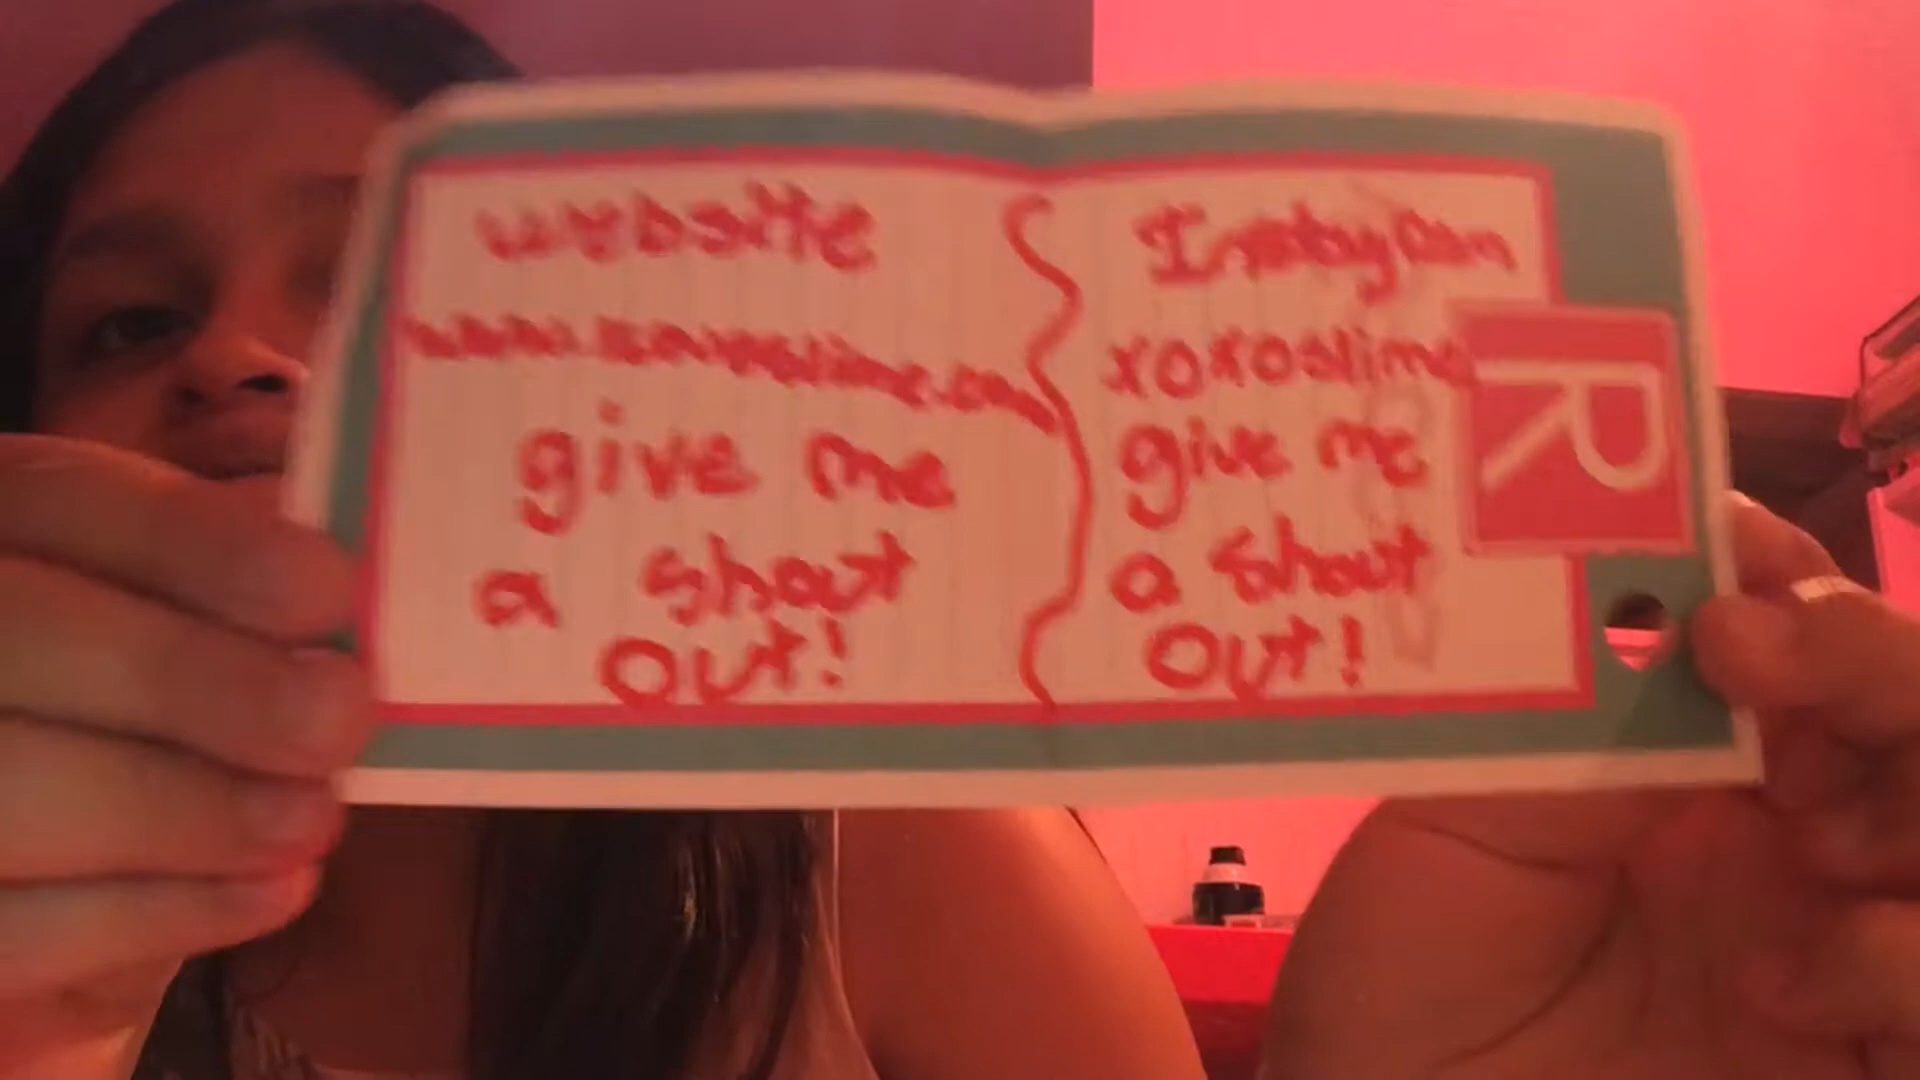 website
give me
a shout
out!
Instagram
xoxoslime
give me
a shout
out!
R